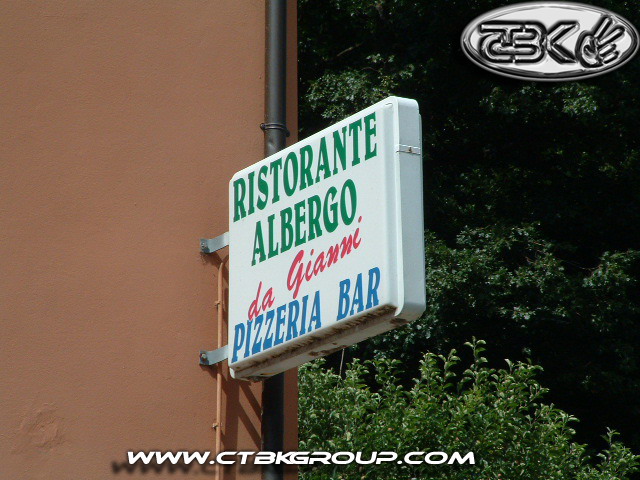 CTBK
RISTORANTE
ALBERGO
da Gianni
PIZZERIA BAR
WWW.CTBKGROUP.COM